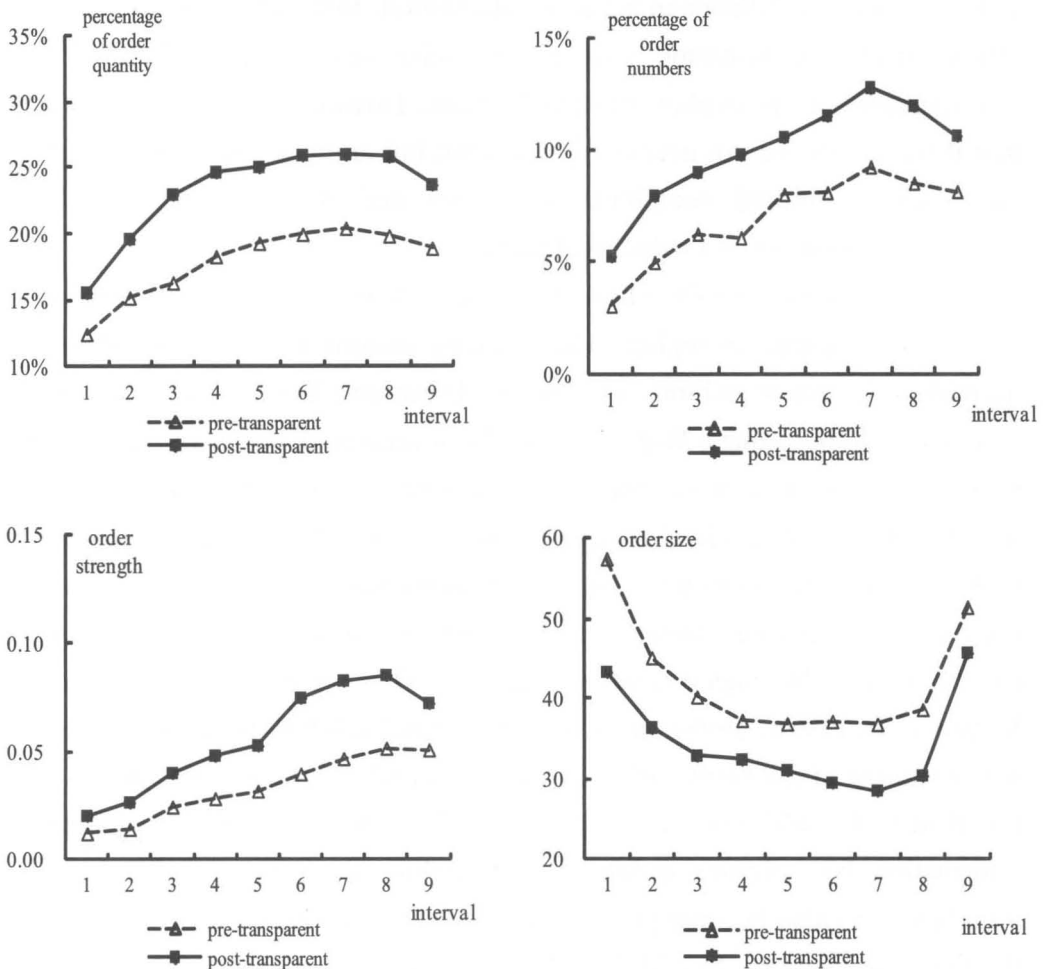 percentage
of order
quantity
35%
30%
25%
20%
15%
10%
1 2 3 4 5 6 7 8 9
interval
pre-transparent
post-transparent
percentage of
order
numbers
15%
10%
5%
0%
1 2 3 4 5 6 7 8 9
interval
pre-transparent
post-transparent
order
strength
0.15
0.10
0.05
0.00
1 2 3 4 5 6 7 8 9
interval
pre-transparent
post-transparent
order size
60
50
40
30
20
1 2 3 4 5 6 7 8 9
interval
pre-transparent
post-transparent